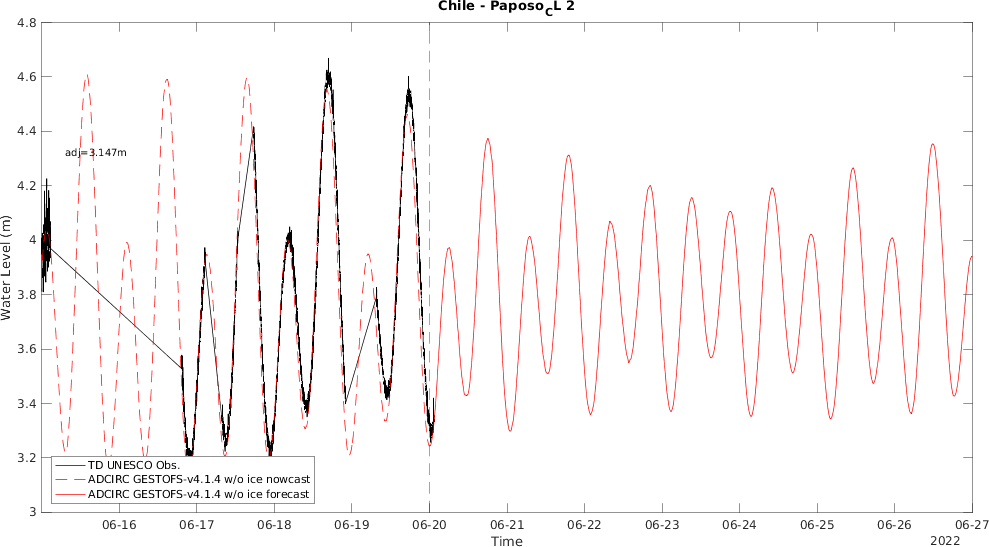 Chile - Paposo_CL 2
4.8
4.6
4.4
4.2
4
3.8
3.6
3.4
3.2
3
Water Level (m)
adj=3.147m
TD UNESCO Obs.
ADCIRC GESTOFS-v4.1.4 w/o ice nowcast
ADCIRC GESTOFS-v4.1.4 w/o ice forecast
06-16 06-17 06-18 06-19 06-20 06-21 06-22 06-23 06-24 06-25 06-26 06-27
Time
2022